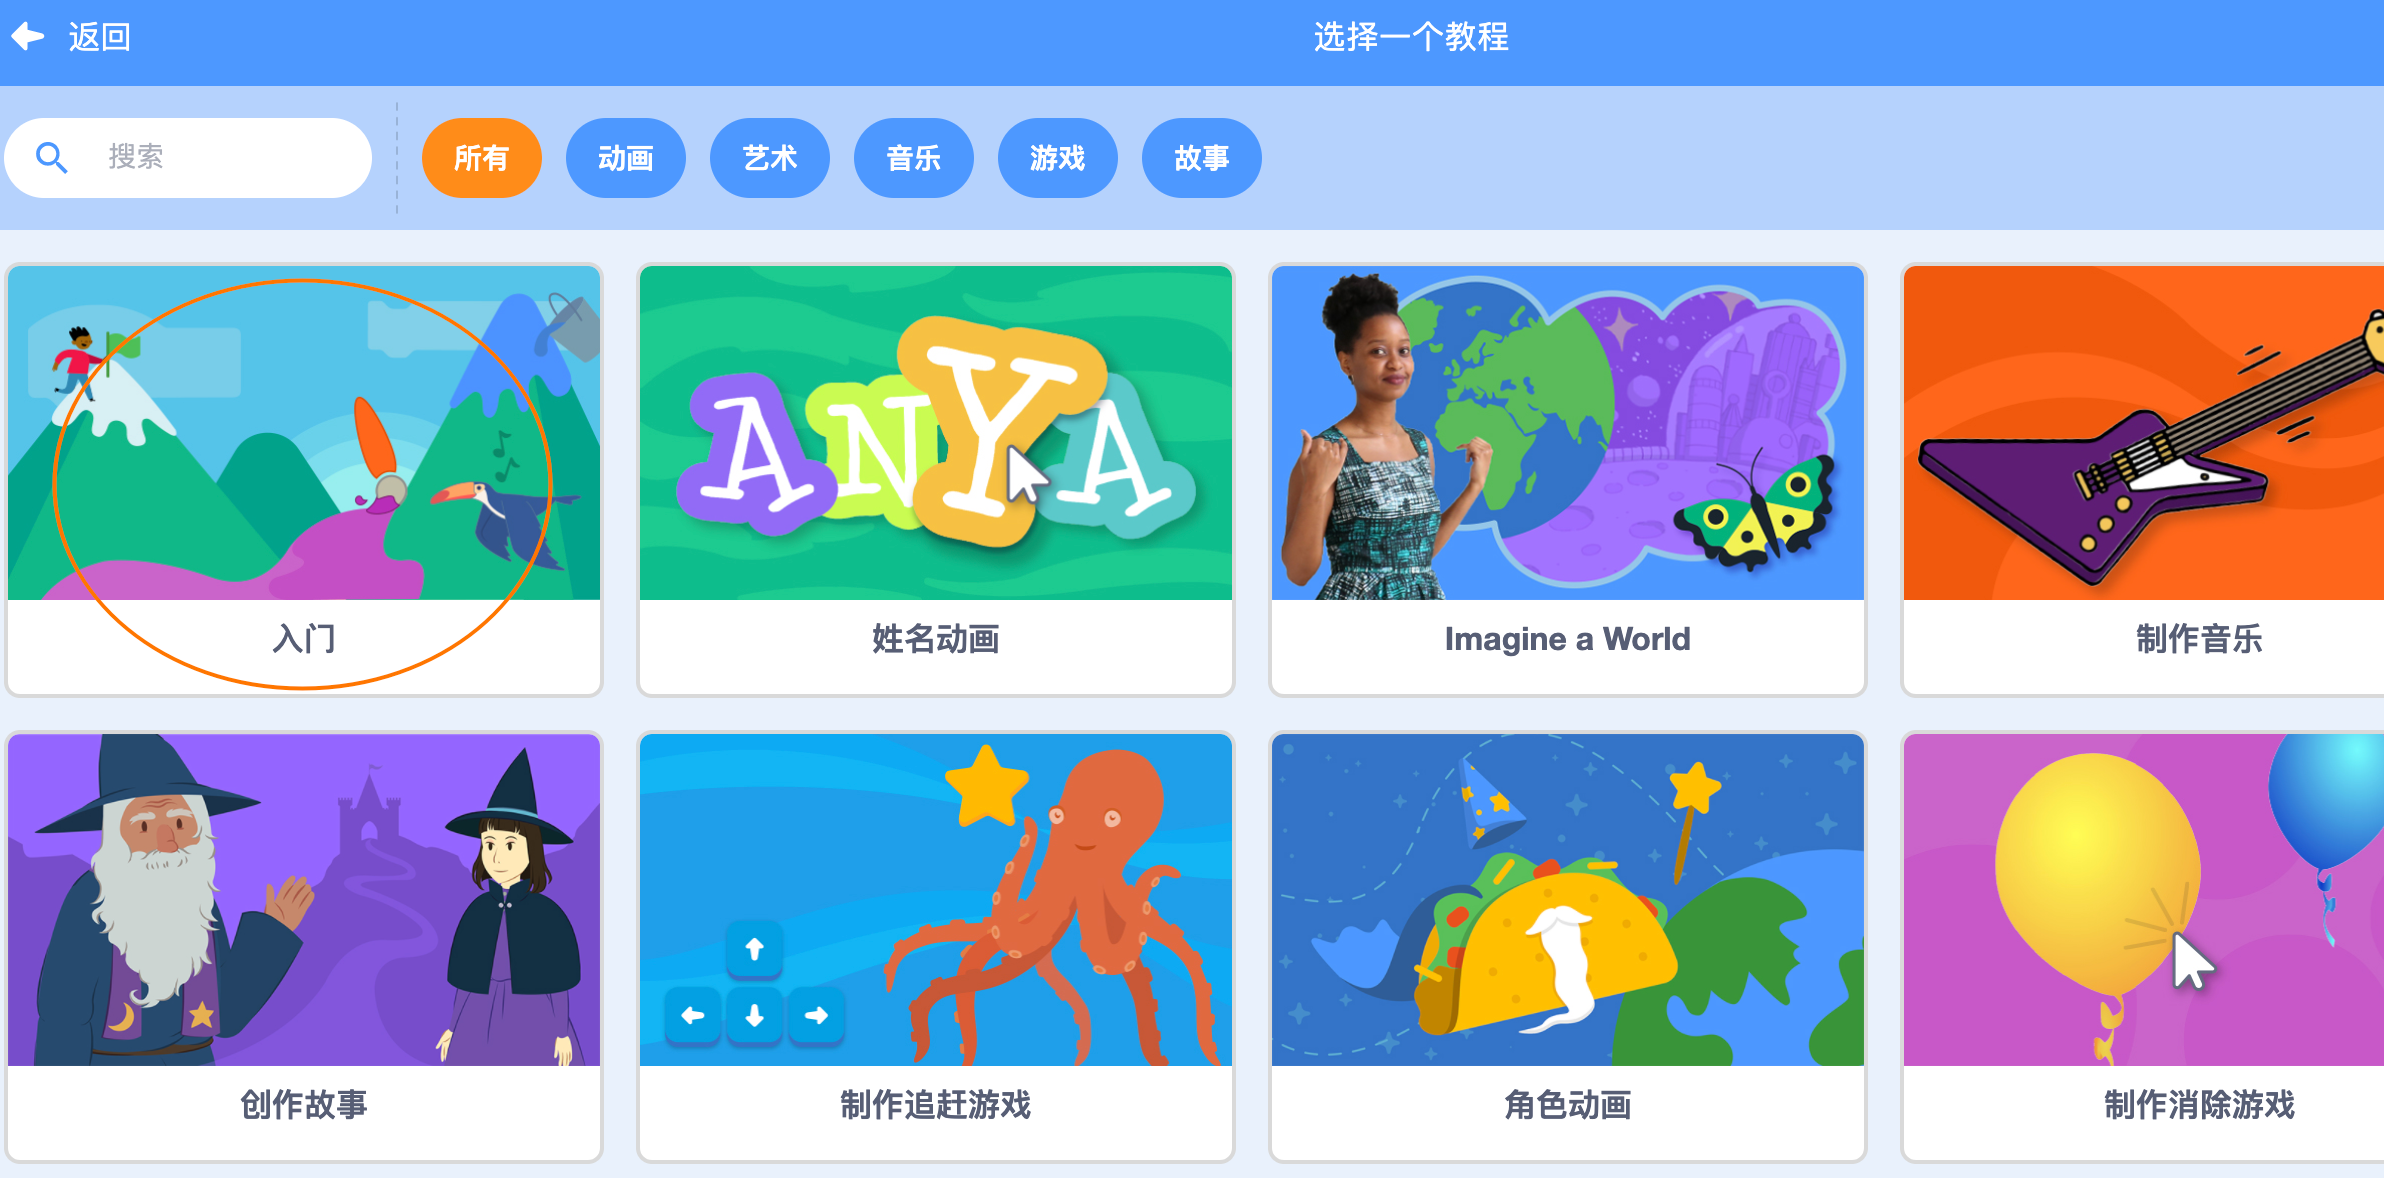 返回
选择一个教程
搜索
所有
动画
艺术
音乐
游戏
故事
ANYA
入门
姓名动画
Imagine a World
制作音乐
创作故事
制作追赶游戏
角色动画
制作消除游戏